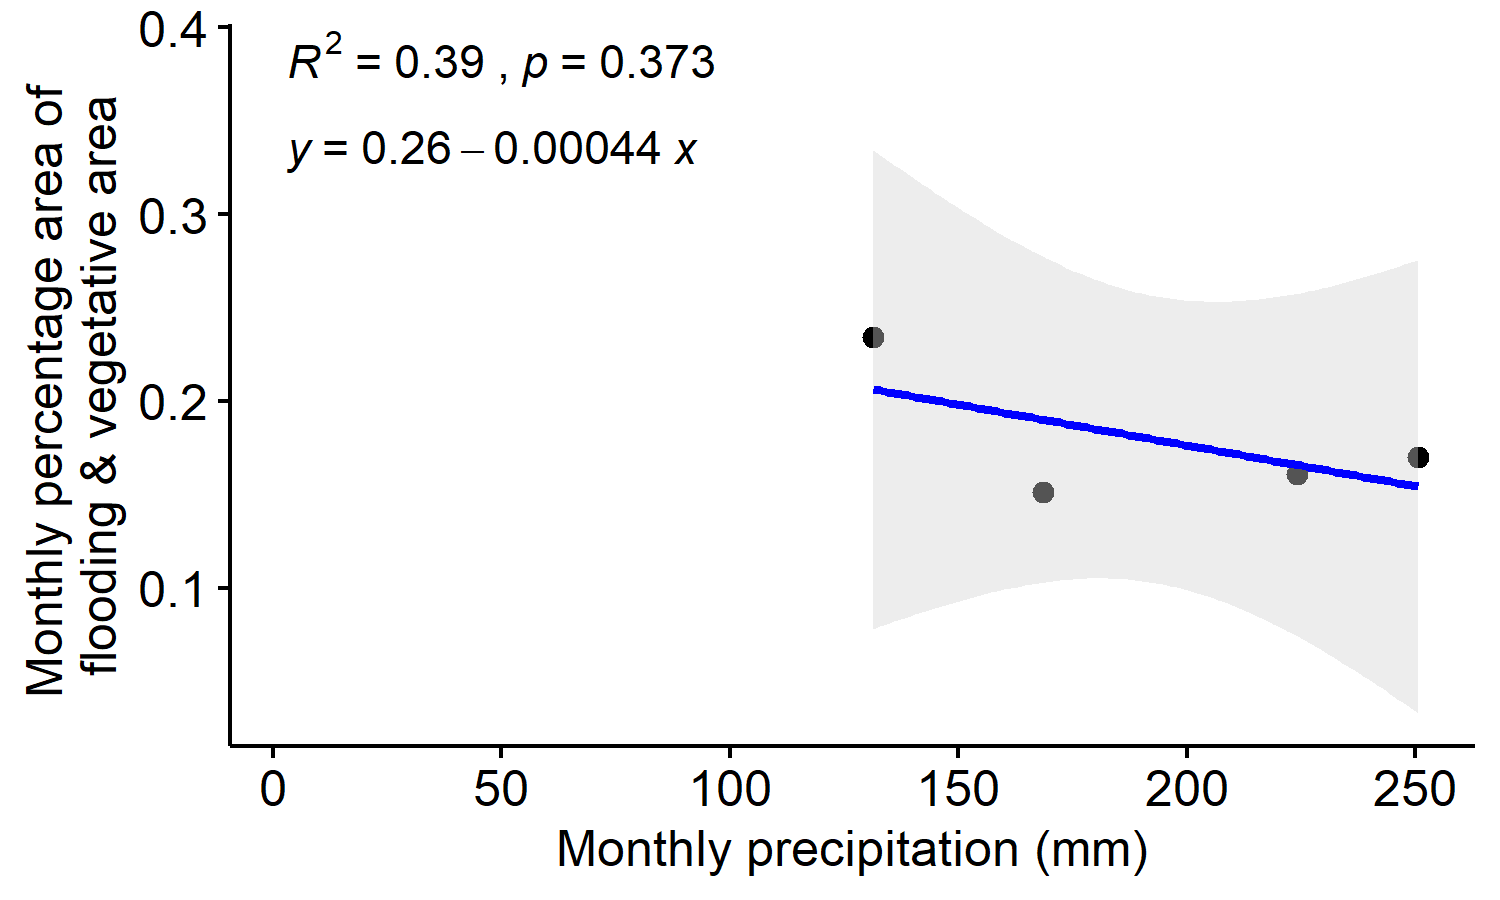 R² = 0.39 , p = 0.373
y = 0.26 – 0.00044 x
Monthly percentage area of
flooding & vegetative area
0.4
0.3
0.2
0.1
0 50 100 150 200 250
Monthly precipitation (mm)